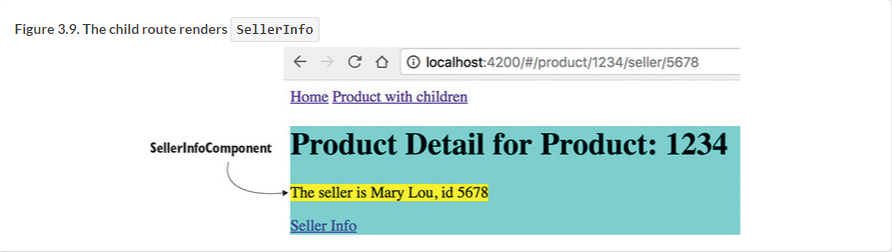 Figure 3.9. The child route renders SellerInfo
localhost:4200/#/product/1234/seller/5678
Home Product with children
Product Detail for Product: 1234
SellerInfoComponent
The seller is Mary Lou, id 5678
Seller Info